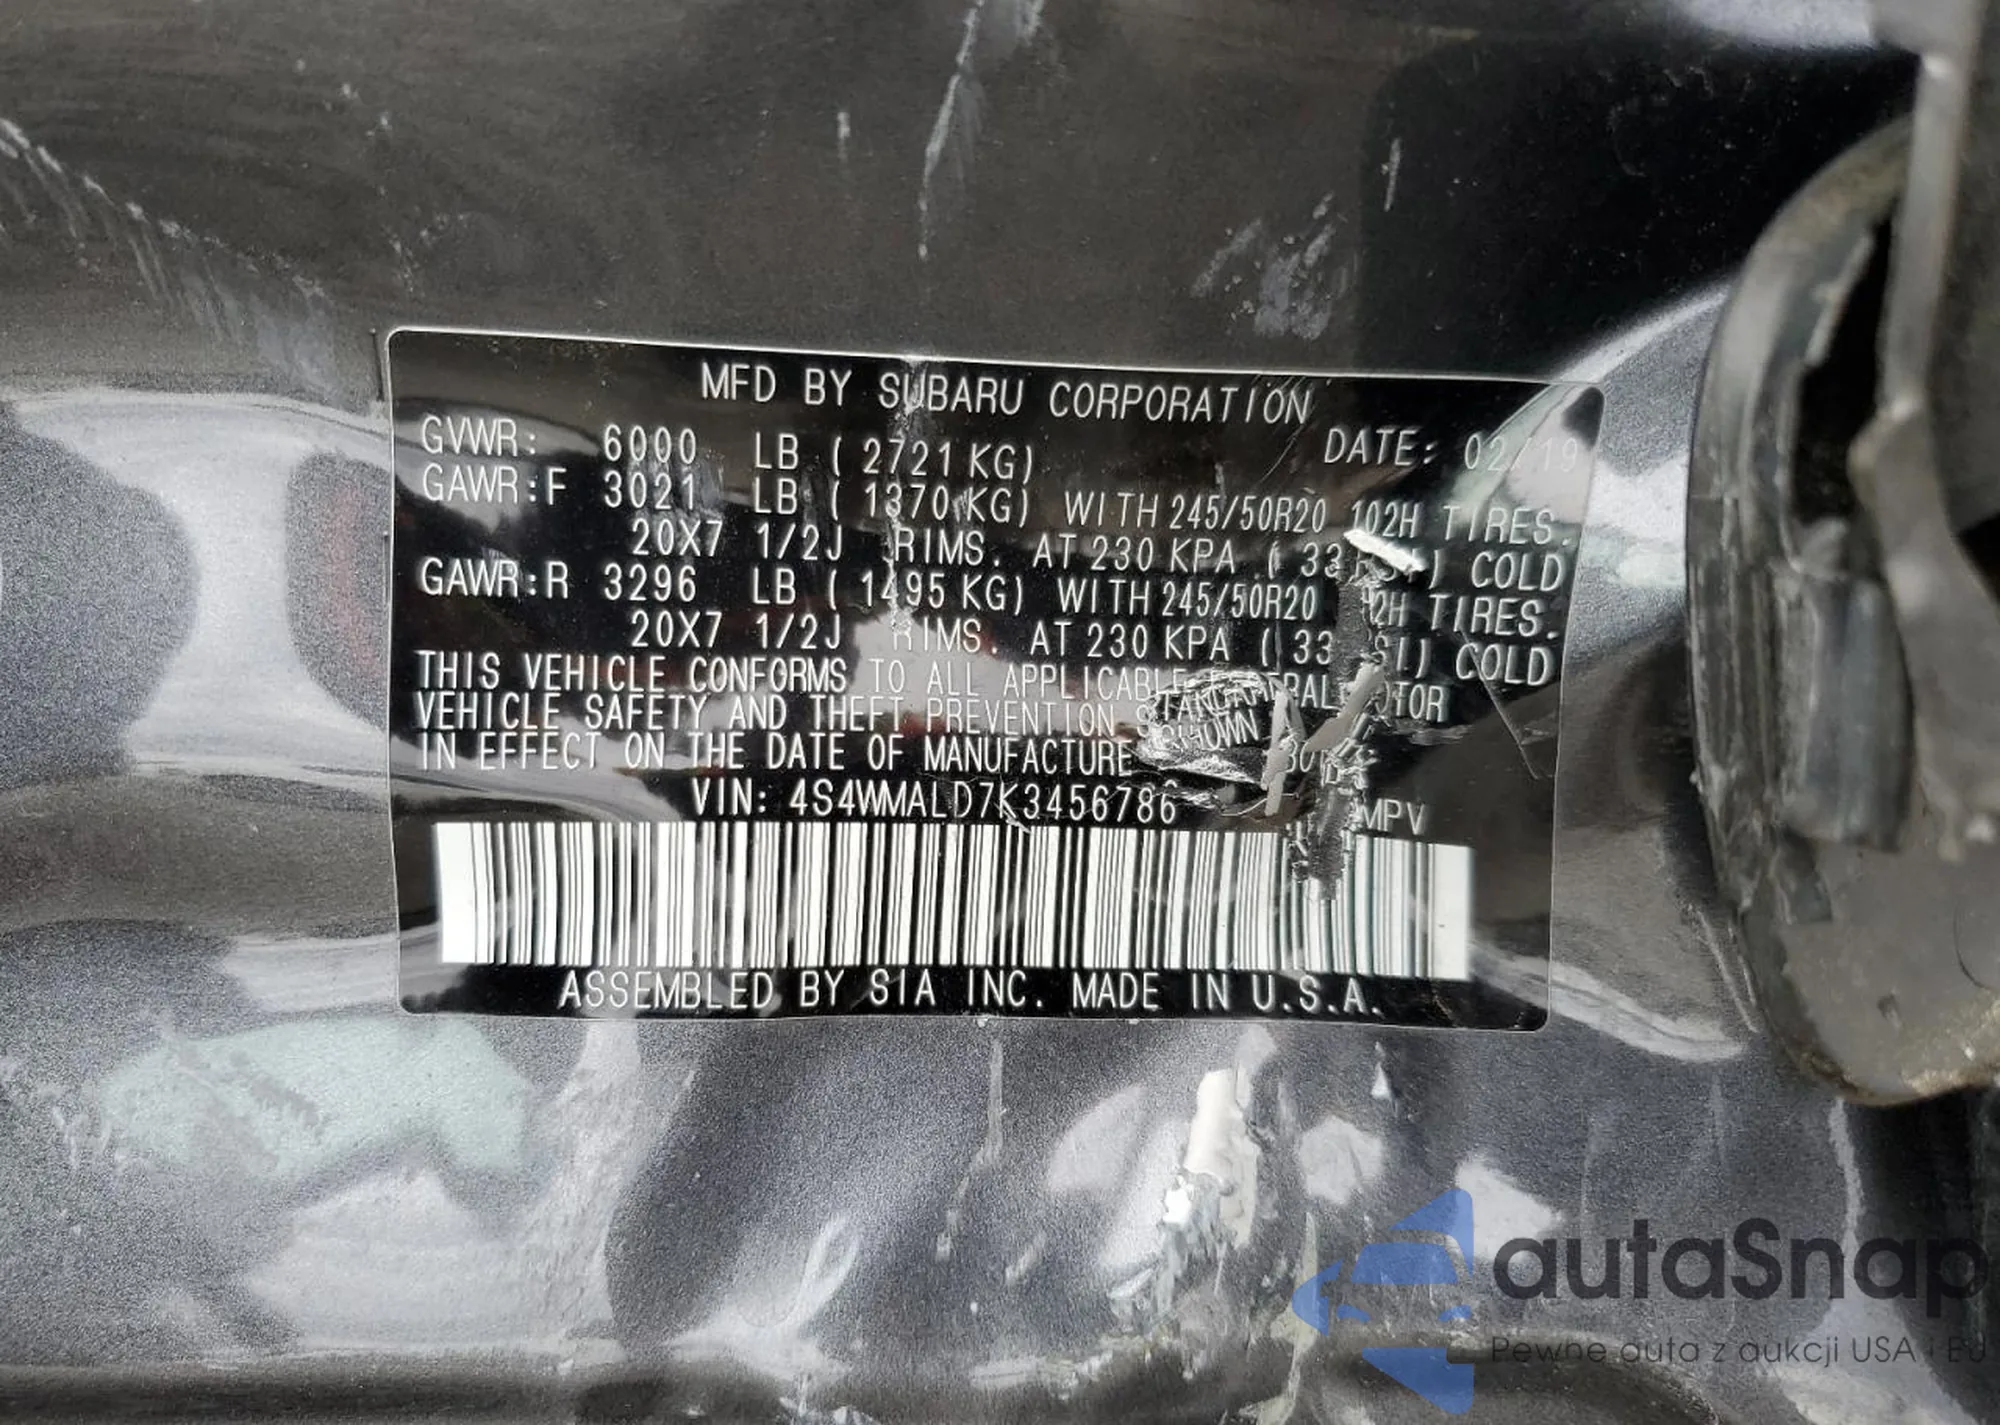 MFD BY SUBARU CORPORATION
GVWR: 6000 LB ( 2721 KG) DATE: 02/19
GAWR:F 3021 LB ( 1370 KG) WITH 245/50R20 102H TIRES.
20X7 1/2J RIMS. AT 230 KPA ( 33 ) COLD
GAWR:R 3296 LB ( 1495 KG) WITH 245/50R20 TIRES.
20X7 1/2J RIMS. AT 230 KPA ( 33 ) COLD
THIS VEHICLE CONFORMS TO ALL APPLICABLE
VEHICLE SAFETY AND THEFT PREVENTION
IN EFFECT ON THE DATE OF MANUFACTURE
VIN: 4S4WMALD7K3456786 MPV
ASSEMBLED BY SIA INC. MADE IN U.S.A.
autaSnap
Pewne auta z aukcji USA i EU